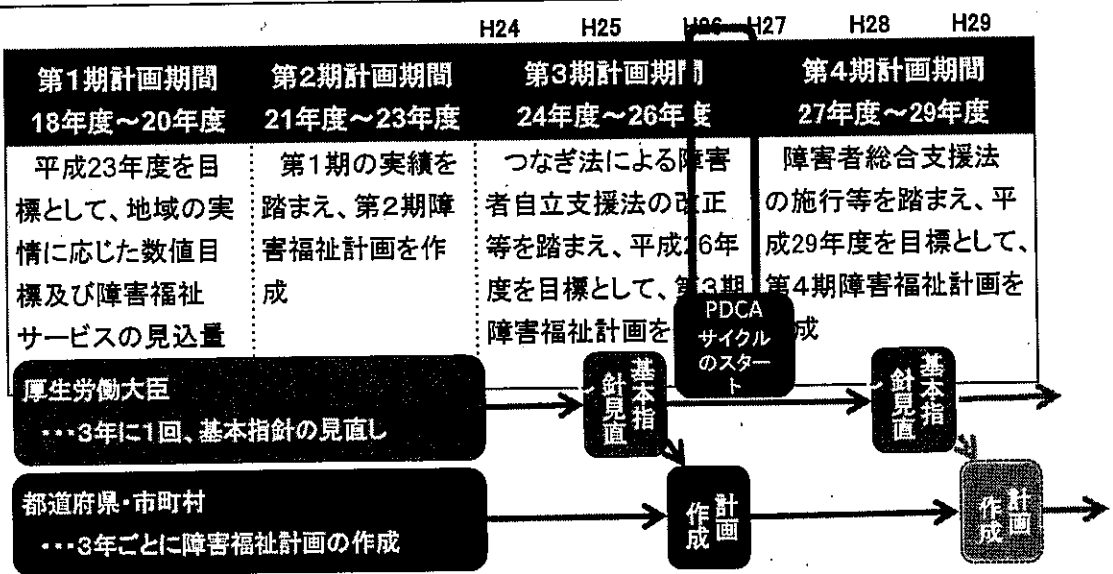 H24 H25 H26 H27 H28 H29
第1期計画期間
18年度～20年度
第2期計画期間
21年度～23年度
第3期計画期間
24年度～26年度
第4期計画期間
27年度～29年度
平成23年度を目
標として、地域の実
情に応じた数値目
標及び障害福祉
サービスの見込量
第1期の実績を
踏まえ、第2期障
害福祉計画を作
成
つなぎ法による障害
者自立支援法の改正
等を踏まえ、平成26年
度を目標として、第3期
障害福祉計画を
障害者総合支援法
の施行等を踏まえ、平
成29年度を目標として、
第4期障害福祉計画を
成
PDCA
サイクル
のスター
ト
厚生労働大臣
･･･3年に1回、基本指針の見直し
基本指
針見直
基本指
針見直
都道府県･市町村
･･･3年ごとに障害福祉計画の作成
計画
作成
計画
作成